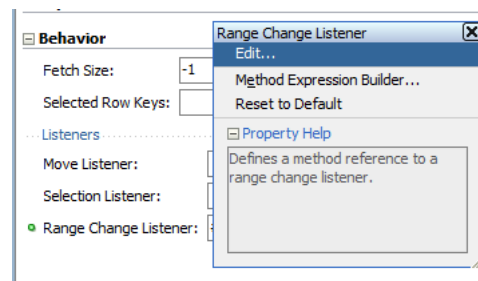 Behavior
Fetch Size: -1
Selected Row Keys:
Listeners
Move Listener:
Selection Listener:
Range Change Listener:
Range Change Listener
Edit...
Method Expression Builder...
Reset to Default
Property Help
Defines a method reference to a
range change listener.